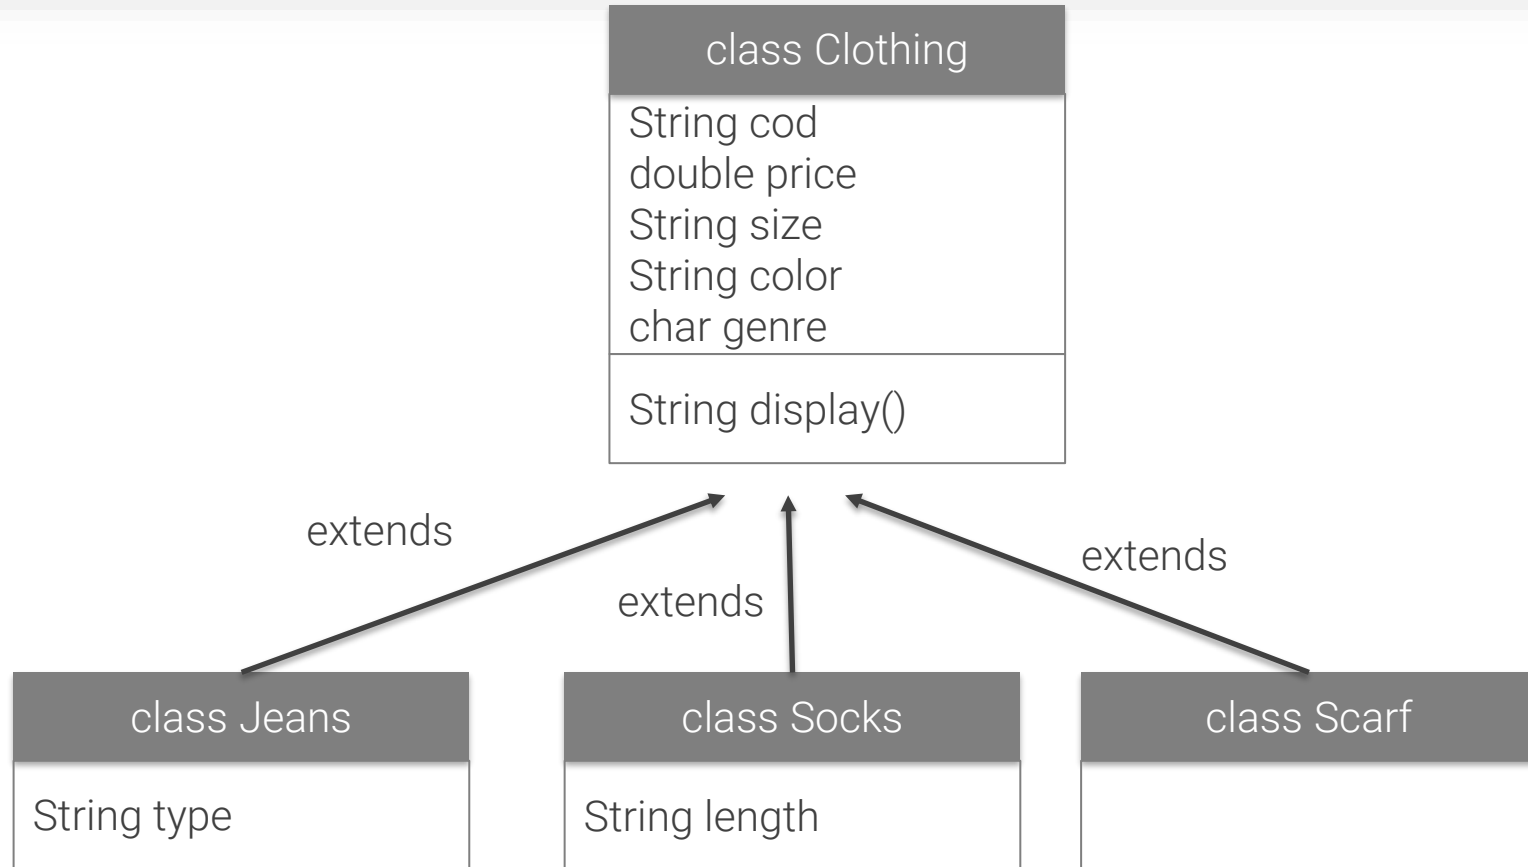 class Clothing
String cod
double price
String size
String color
char genre
String display()
extends
extends
extends
class Jeans
class Socks
class Scarf
String type
String length